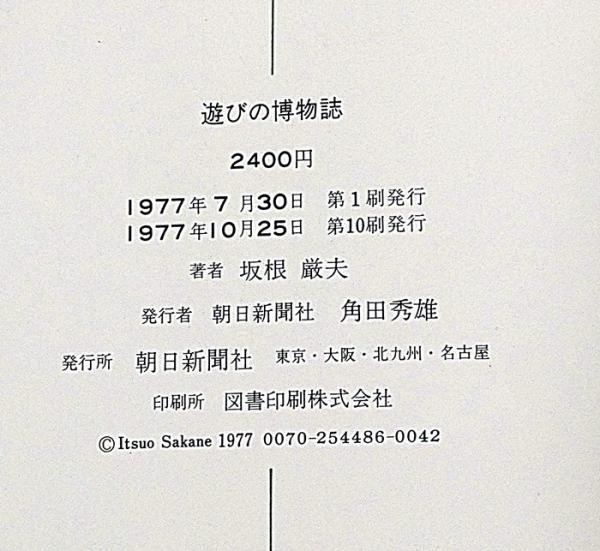 遊びの博物誌
2400円
1977年7月30日 第1刷発行
1977年10月25日 第10刷発行
著者 坂根 厳夫
発行者 朝日新聞社 角田秀雄
発行所 朝日新聞社 東京・大阪・北九州・名古屋
印刷所 図書印刷株式会社
©Itsuo Sakane 1977 0070-254486-0042